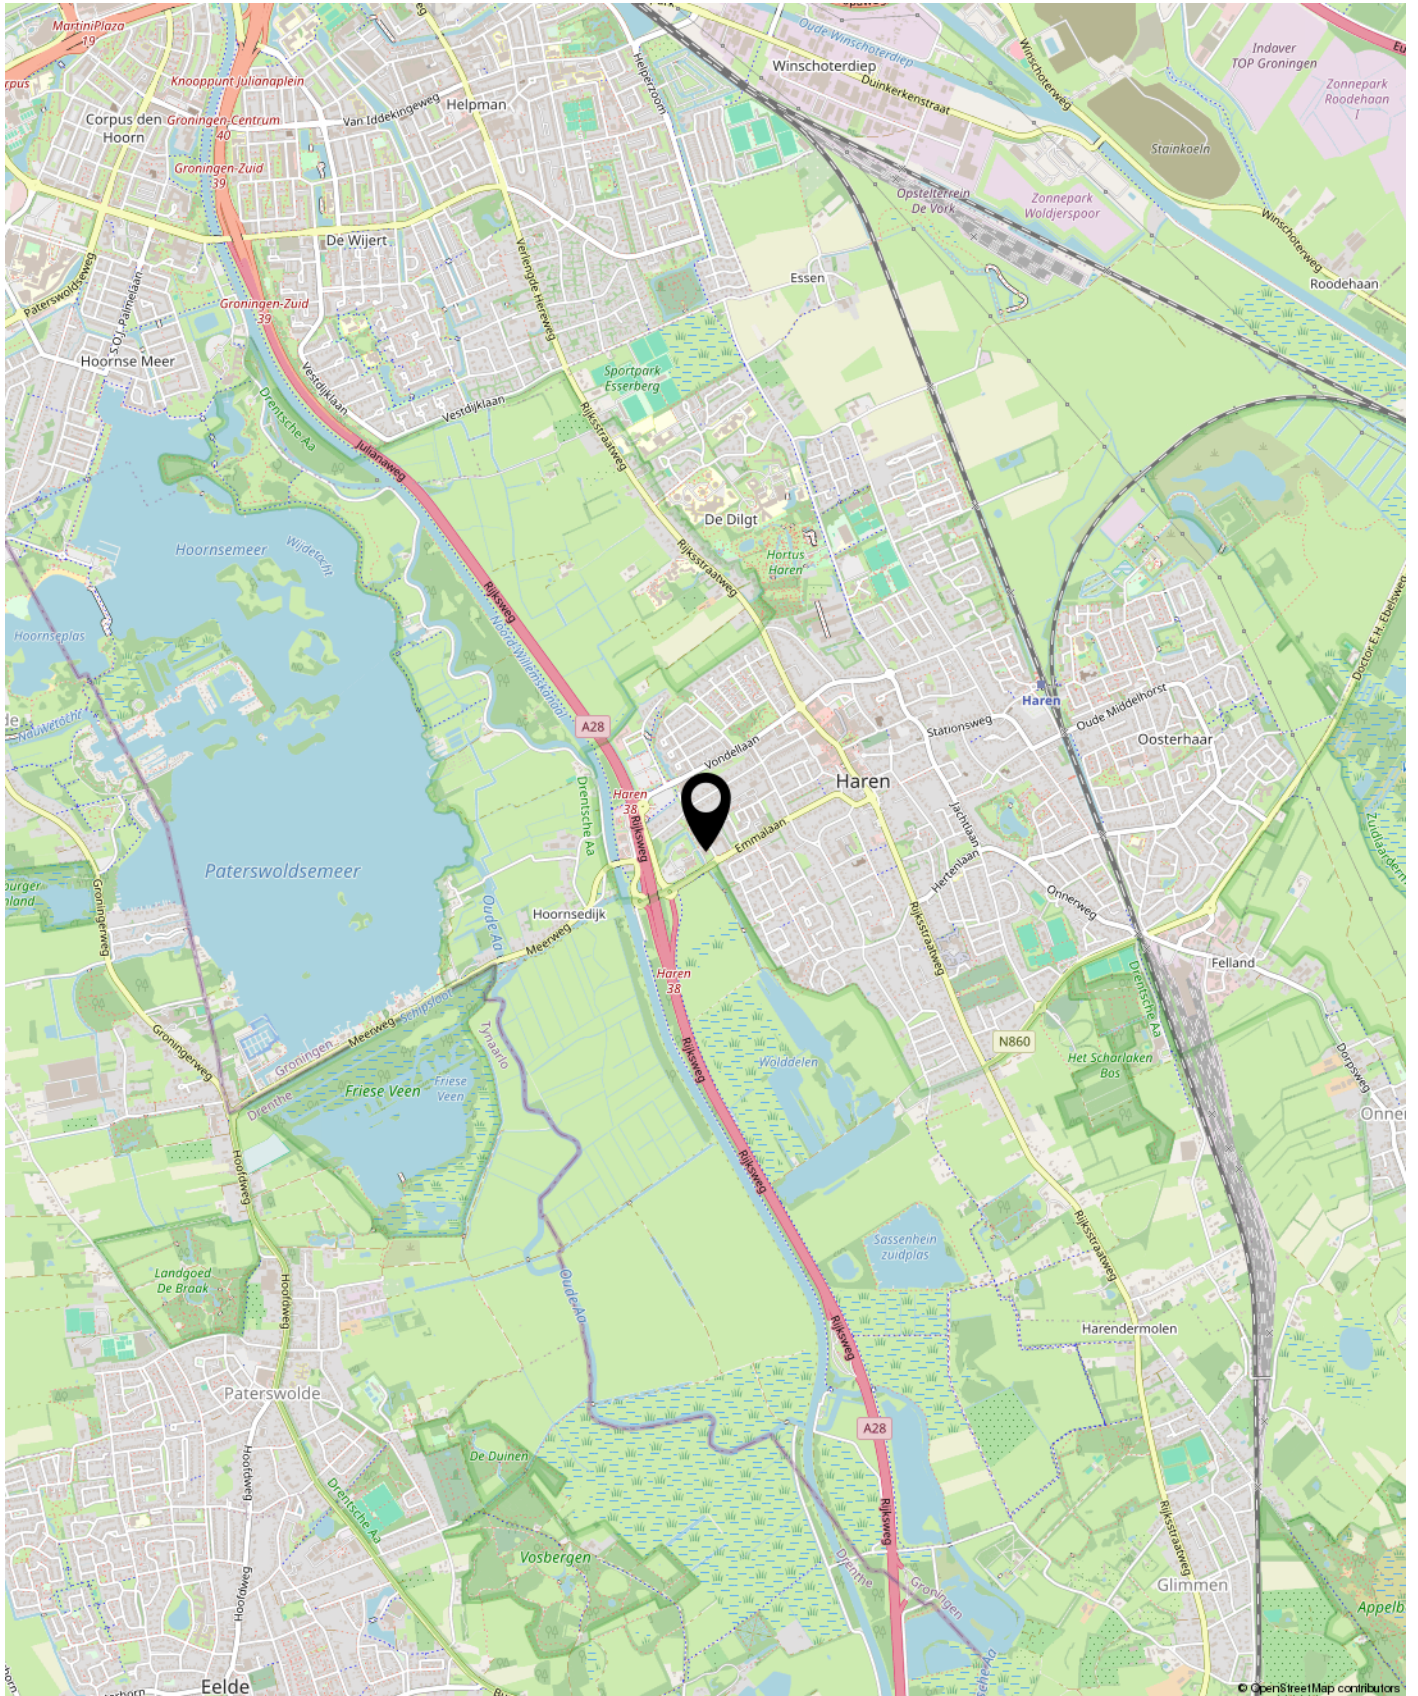 MartiniPlaza
19
Oude Winschoterdiep
Winschoterdiep
Winschoterweg
Indaver
TOP Groningen
Knooppunt Julianaplein
Helperzoom
Duinkerkenstraat
Zonnepark
Roodehaan
I
Corpus den
Hoorn
Groningen-Centrum
40
Van Iddekingeweg
Helpman
Stainkoeln
Groningen-Zuid
39
Opstelterrein
De Vork
Zonnepark
Woldjerspoor
Winschoterweg
De Wijert
Verlengde Hereweg
Paterswoldseweg
S.O.J. Palmelaan
Essen
Roodehaan
Groningen-Zuid
39
Hoornse Meer
Vestdijklaan
Sportpark
Esserberg
Drentsche Aa
Vestdijklaan
Rijksstraatweg
Julianaweg
De Dilgt
Hoornsemeer
Wijdetocht
Rijksstraatweg
Hortus
Haren
Rijksweg
Doctor E.H. Ebelsweg
Hoornseplas
Noord-Willemskanaal
Haren
Oude Middelhorst
Nauwetocht
A28
Stationsweg
Oosterhaar
Vondellaan
Haren
Haren
38
Drentsche Aa
Rijksweg
Emmalaan
Jachtlaan
Paterswoldsemeer
Hertenlaan
Groningerweg
Onnerweg
Oude Aa
Hoornsedijk
Meerweg
Rijksstraatweg
Felland
Haren
38
Drentsche Aa
Schipsloot
Meerweg
Groningen
Tynaarlo
N860
Groningerweg
Rijksweg
Wolddelen
Het Scharlaken
Bos
Dorpsweg
Friese Veen
Friese
Veen
Drenthe
Hoofdweg
Rijksweg
Rijksstraatweg
Sassenhein
zuidplas
Landgoed
De Braak
Oude Aa
Hoofdweg
Rijksweg
Harendermolen
Paterswolde
A28
De Duinen
Hoofdweg
Drentsche Aa
Rijksweg
Rijksstraatweg
Vosbergen
Drenthe
Groningen
Glimmen
Hoofdweg
Eelde
© OpenStreetMap contributors